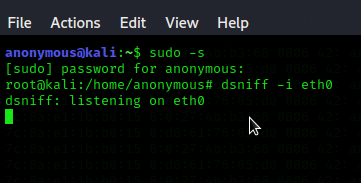 File Actions Edit View Help
anonymous@kali:~$ sudo -s
[sudo] password for anonymous:
root@kali:/home/anonymous# dsniff -i eth0
dsniff: listening on eth0